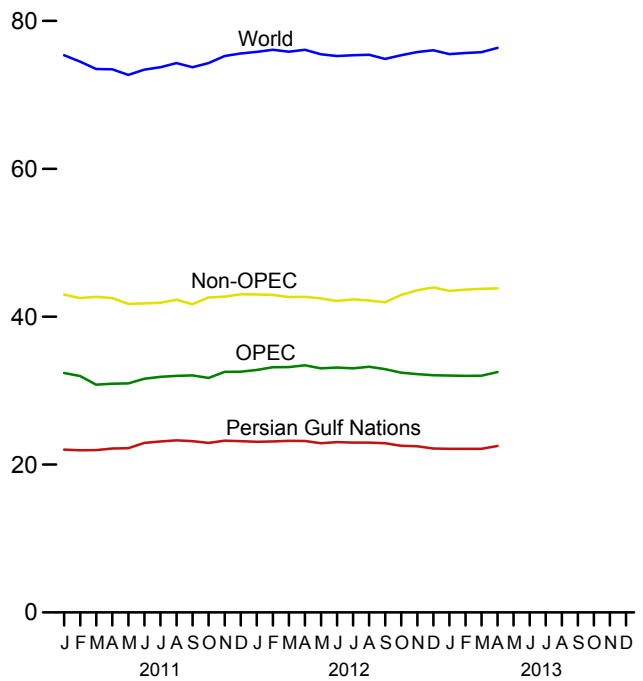 80
World
60
Non-OPEC
40
OPEC
Persian Gulf Nations
20
0
J F M A M J J A S O N D J F M A M J J A S O N D J F M A M J J A S O N D
2011 2012 2013